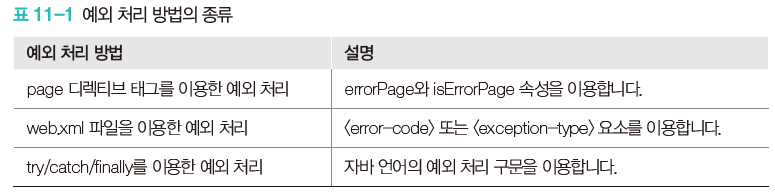 표 11-1 예외 처리 방법의 종류
예외 처리 방법 설명
page 디렉티브 태그를 이용한 예외 처리 errorPage와 isErrorPage 속성을 이용합니다.
web.xml 파일을 이용한 예외 처리 〈error-code〉 또는 〈exception-type〉 요소를 이용합니다.
try/catch/finally를 이용한 예외 처리 자바 언어의 예외 처리 구문을 이용합니다.